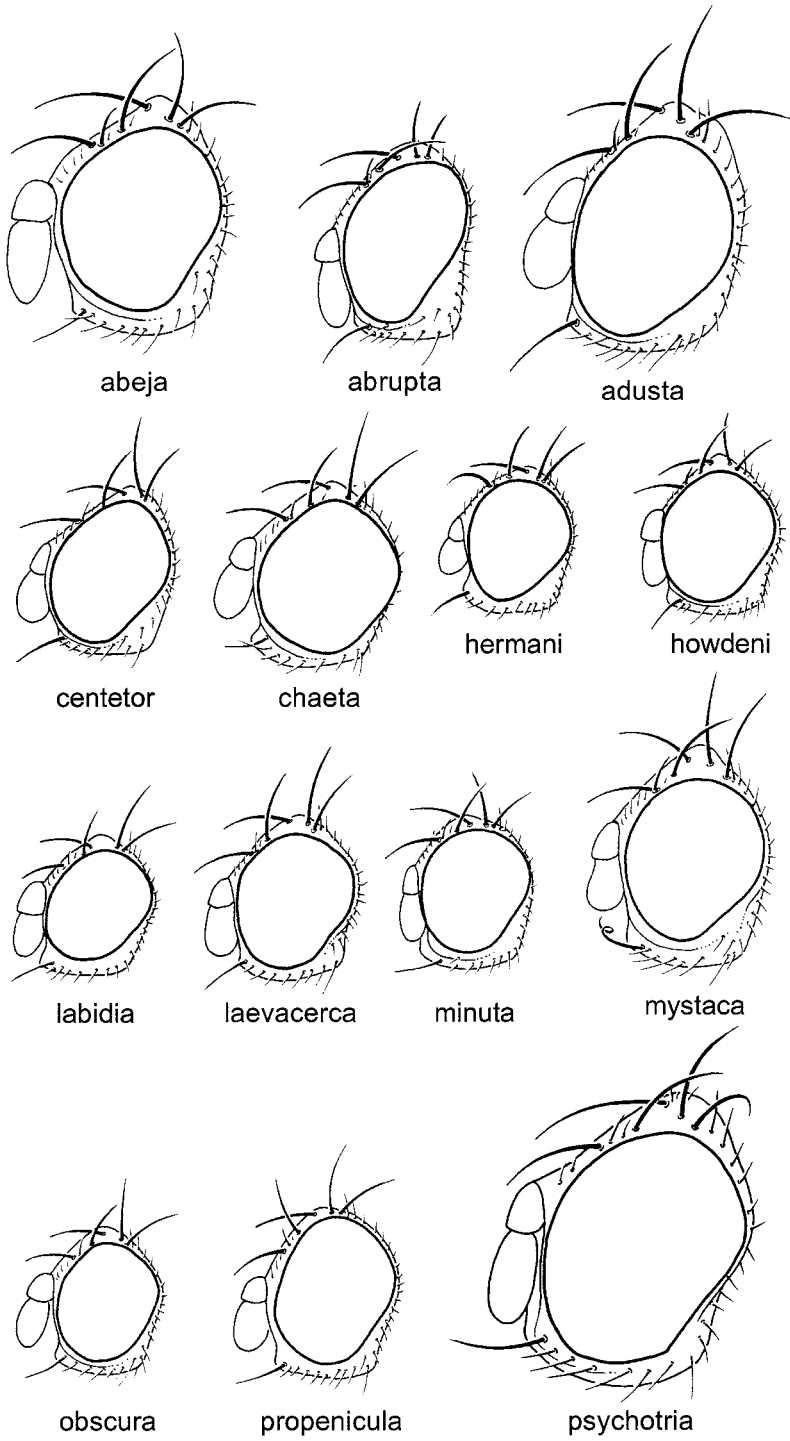 abeja
abrupta
adusta
centetor
chaeta
hermani
howdeni
labidia
laevacerca
minuta
mystaca
obscura
propenicula
psychotria